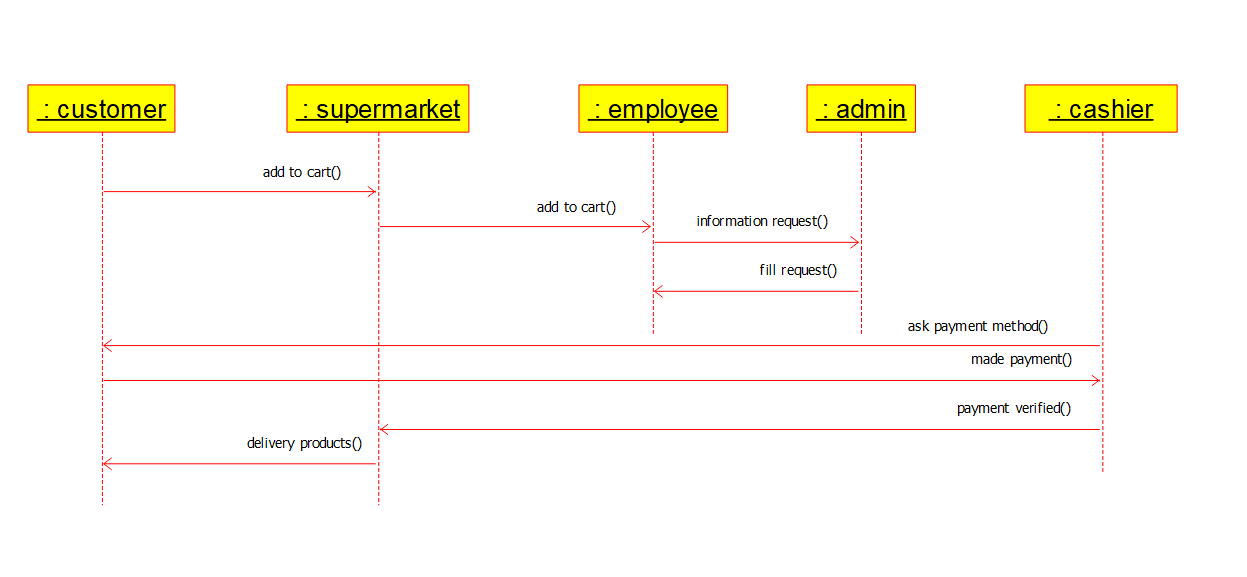 : customer
: supermarket
: employee
: admin
: cashier
add to cart()
add to cart()
information request()
fill request()
ask payment method()
made payment()
payment verified()
delivery products()